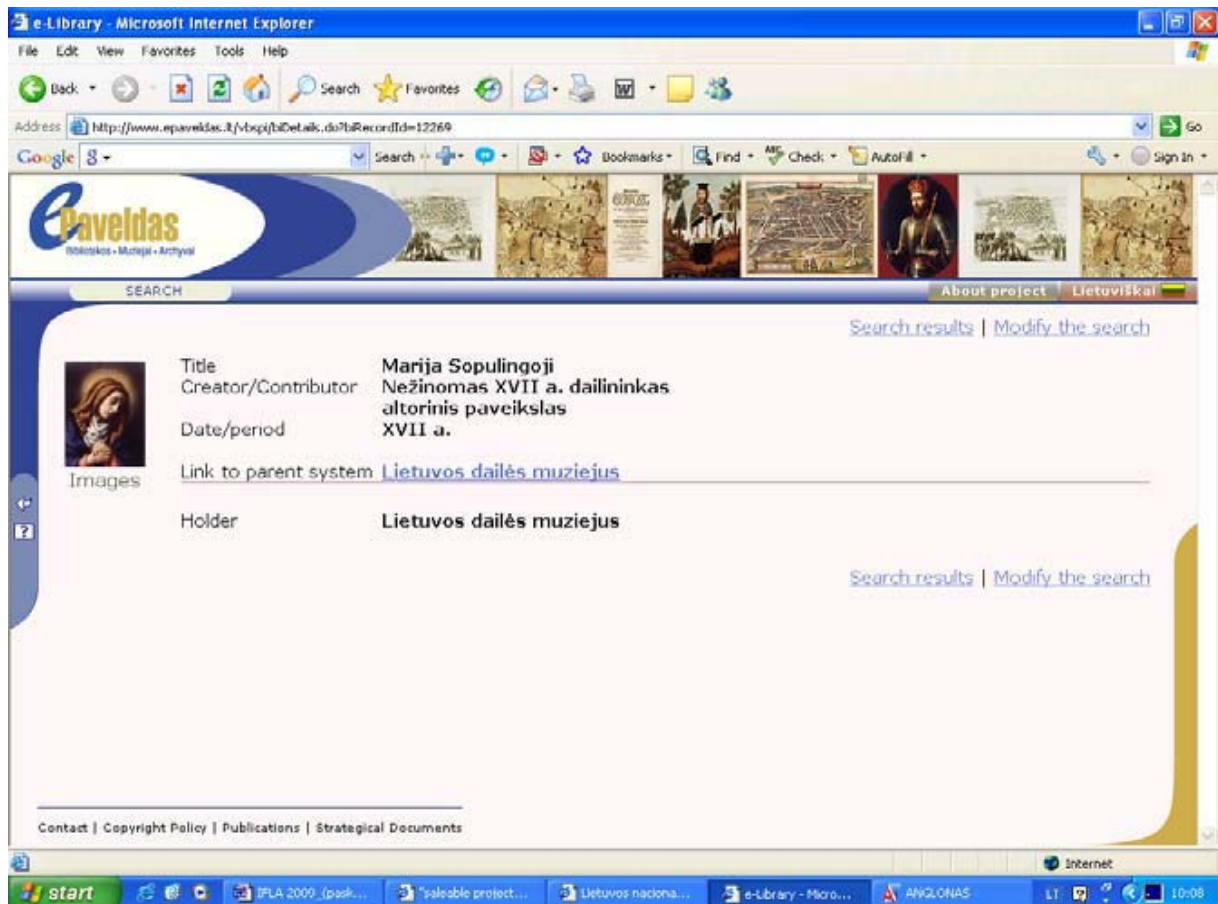 e-Library - Microsoft Internet Explorer
File Edit View Favorites Tools Help
Back Search Favorites
Address http://www.epaveldas.lt/vbspi/biDetails.do?biRecordId=12269 Go
Google Search Bookmarks Find Check AutoFill Sign In
ePaveldas
Bibliotekos - Muziejai - Archyvai
SEARCH About project Lietuviškai
Search results | Modify the search
Title Marija Sopulingoji
Creator/Contributor Nežinomas XVII a. dailininkas
altorinis paveikslas
Date/period XVII a.
Images
Link to parent system Lietuvos dailės muziejus
Holder Lietuvos dailės muziejus
Search results | Modify the search
Contact | Copyright Policy | Publications | Strategical Documents
Internet
start IFLA 2009_(pask... "saleable project... Lietuvos naciona... e-Library - Micro... ANGLONAS LT 10:08